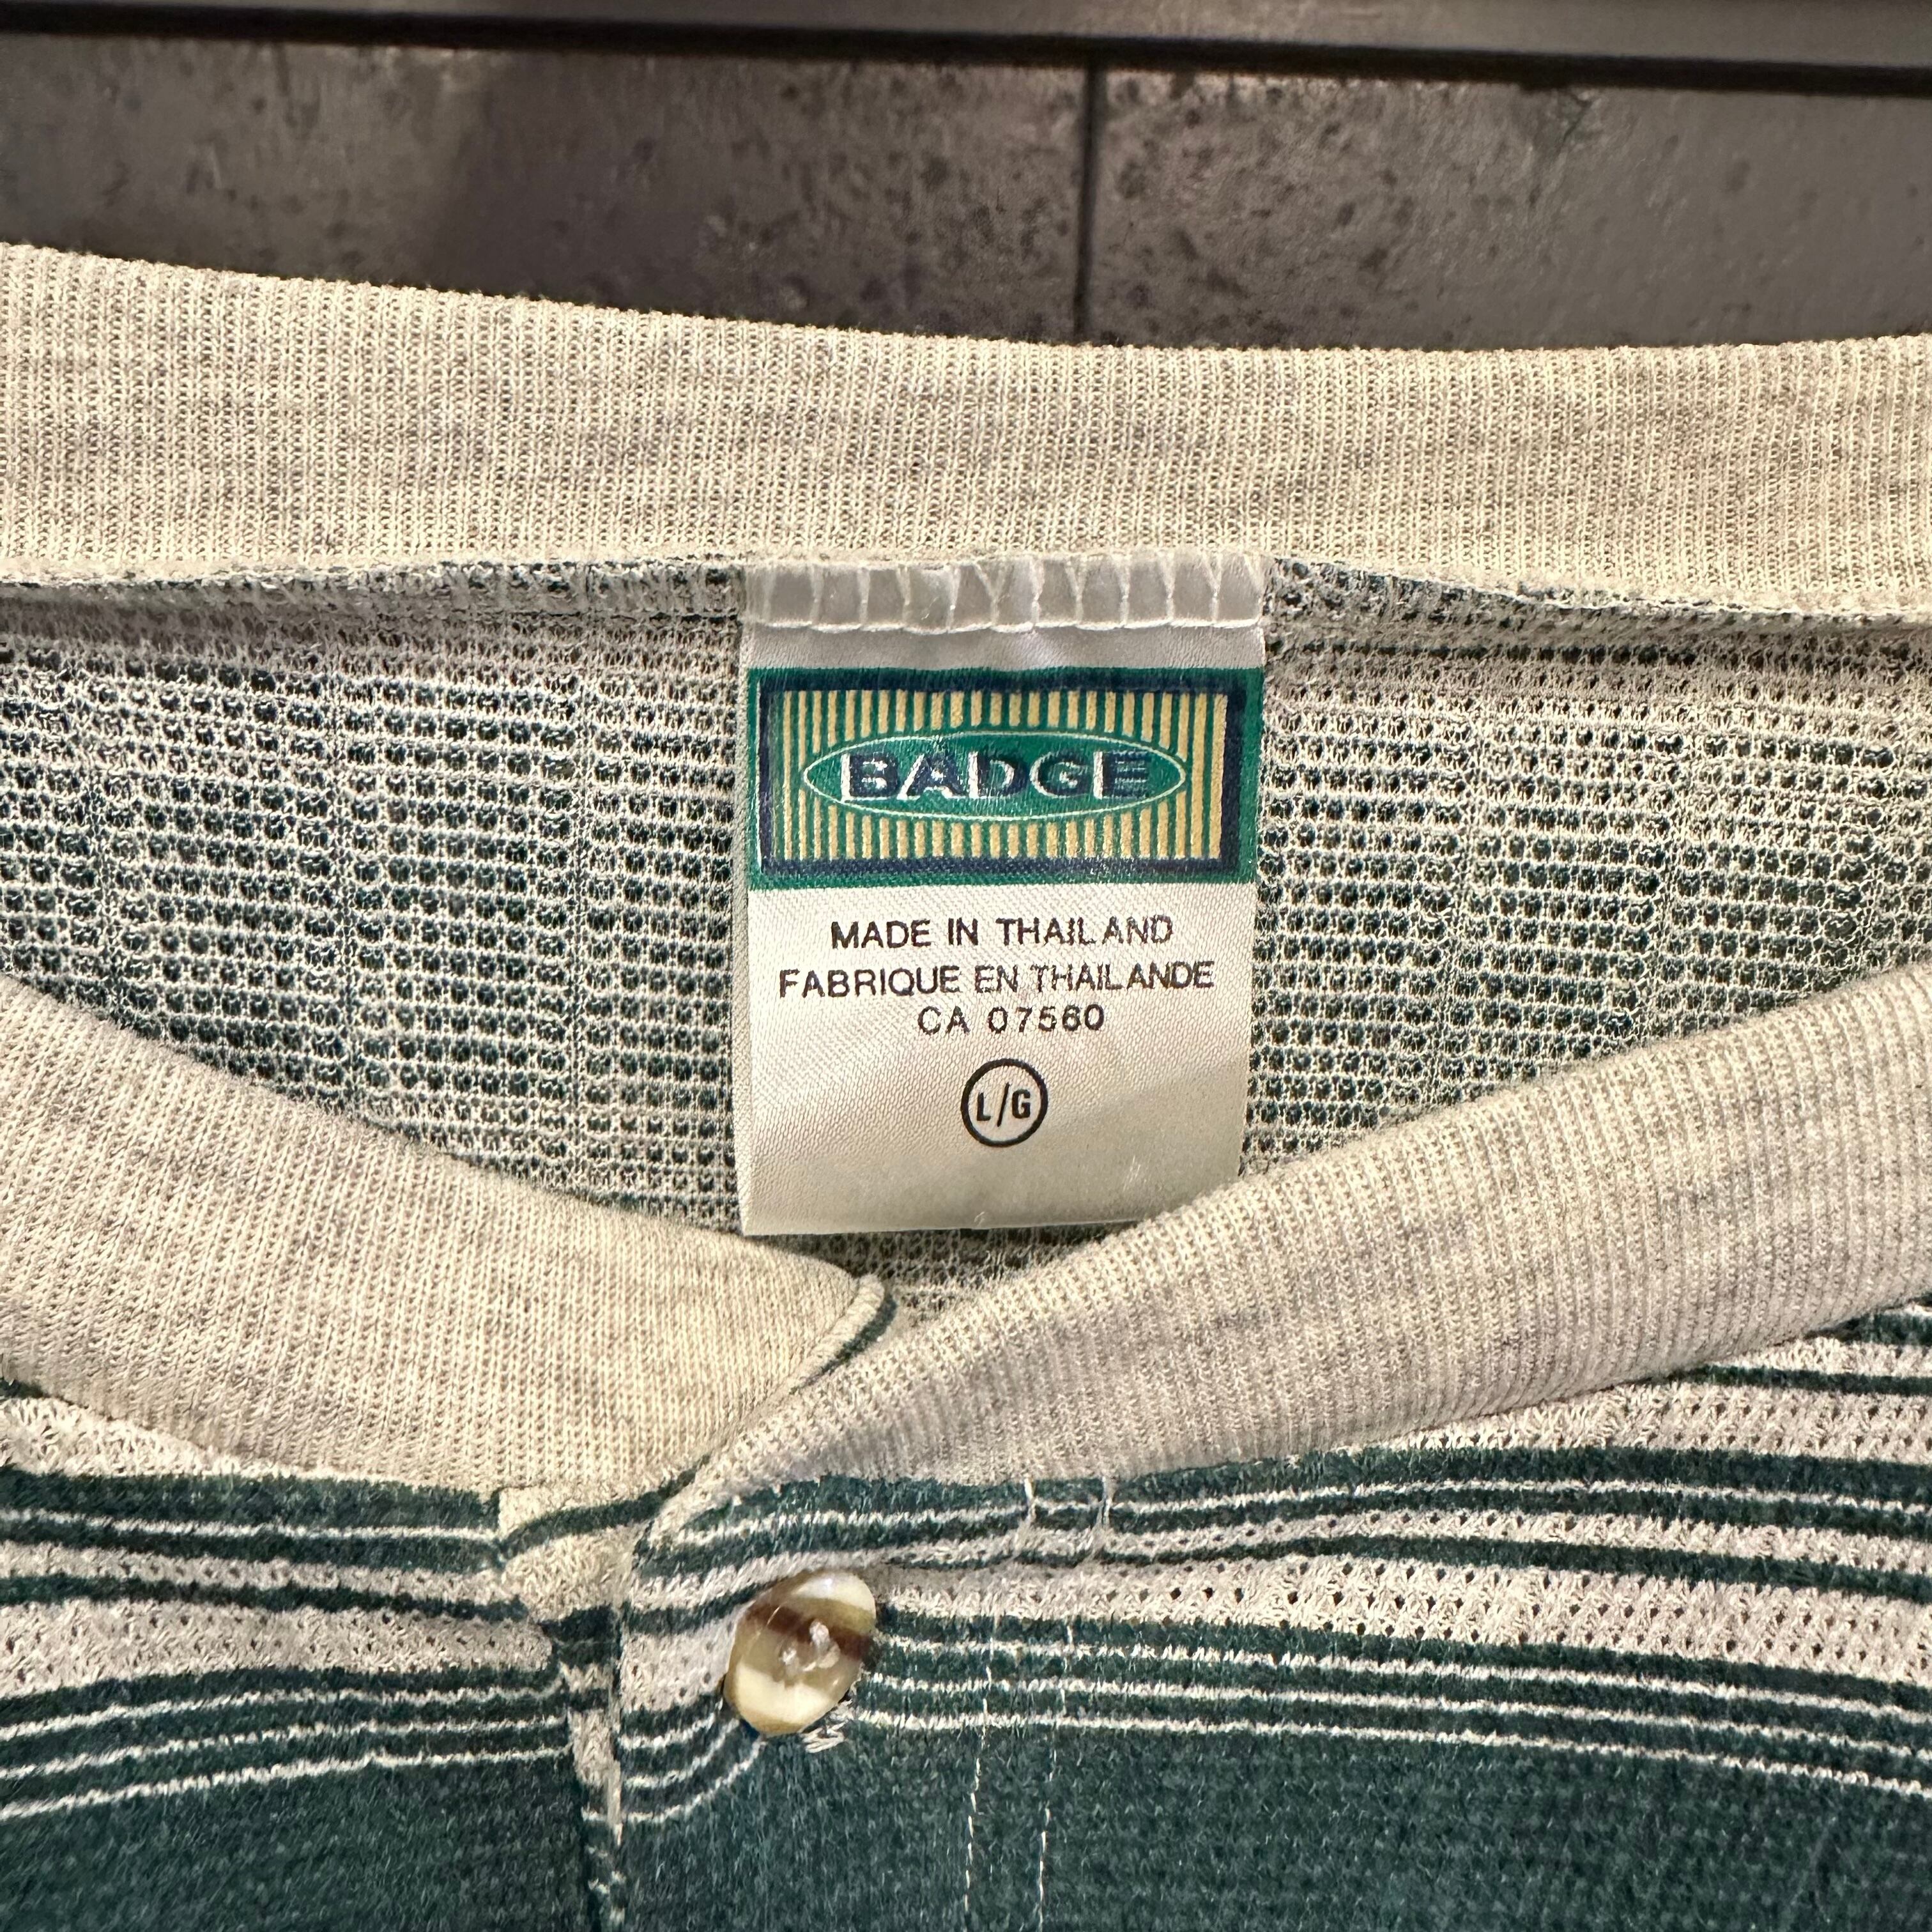 BADGE
MADE IN THAILAND
FABRIQUE EN THAILANDE
CA 07560
L/G